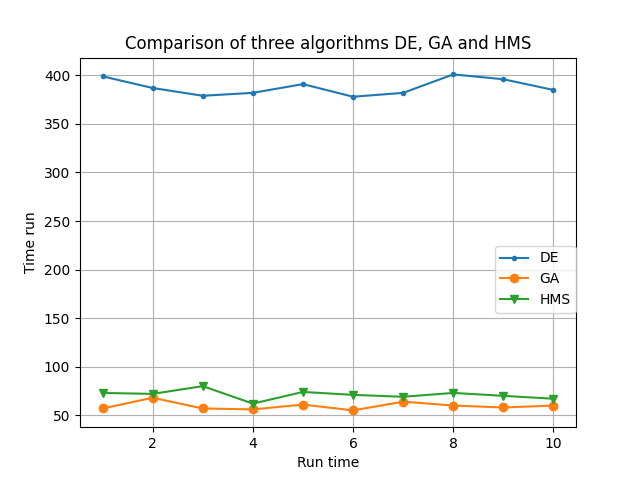 Comparison of three algorithms DE, GA and HMS
400
350
300
250
200
150
100
50
Time run
DE
GA
HMS
2 4 6 8 10
Run time